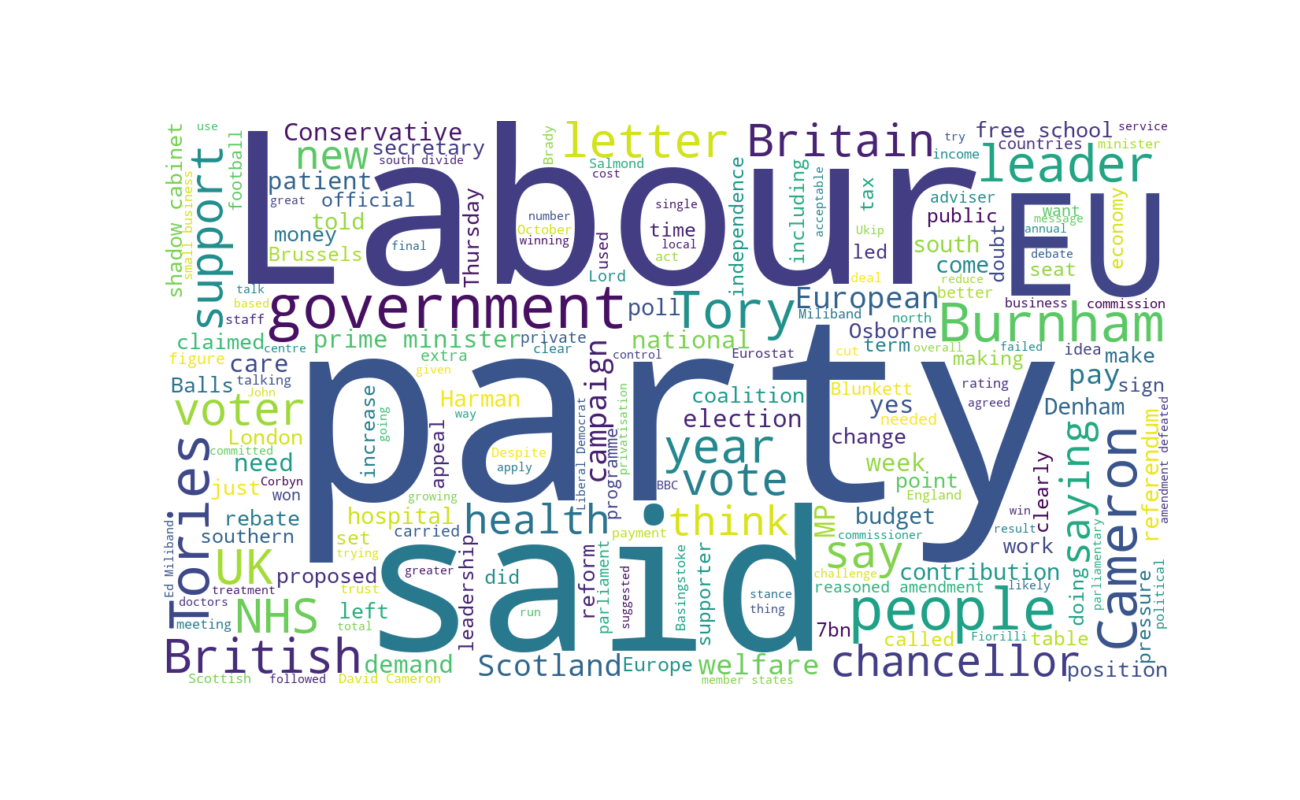 Labour
party
said
EU
government
Tory
Tories
Cameron
Burnham
people
British
Britain
chancellor
letter
leader
support
new
voter
UK
NHS
health
year
vote
think
say
saying
campaign
European
Scotland
welfare
pay
MP
Conservative
secretary
south divide
patient
great
official
told
money
Brussels
final
use
football
shadow cabinet
small business
Thursday
Brady
Salmond
cost
number
October
winning
used
Lord
single
time
local
act
independence
including
acceptable
tax
Ukip
led
deal
free school
countries
service
minister
try
income
adviser
public
want
message
annual
debate
economy
south
come
doubt
seat
reduce
better
business
commission
talk
based
staff
poll
Miliband
north
Osborne
claimed
centre
prime minister
private
clear
national
term
overall
failed
making
idea
make
figure
care
extra
given
control
Eurostat
cut
Balls
talking
John
way
going
increase
Harman
appeal
Liberal Democrat
programme
privatisation
coalition
election
Blunkett
yes
needed
rating
agreed
sign
Denham
change
London
committed
need
Despite
apply
BBC
week
point
England
clearly
referendum
amendment defeated
just
Corbyn
won
growing
rebate
southern
hospital
carried
payment
budget
commissioner
win
result
work
set
trying
Ed Miliband
proposed
greater
leadership
did
reform
parliament
suggested
Basingstoke
supporter
stance
thing
challenge
contribution
reasoned amendment
likely
doing
parliamentary
pressure
political
treatment
trust
doctors
left
meeting
total
run
7bn
called
Fiorilli
table
demand
Europe
position
Scottish
followed
David Cameron
member states